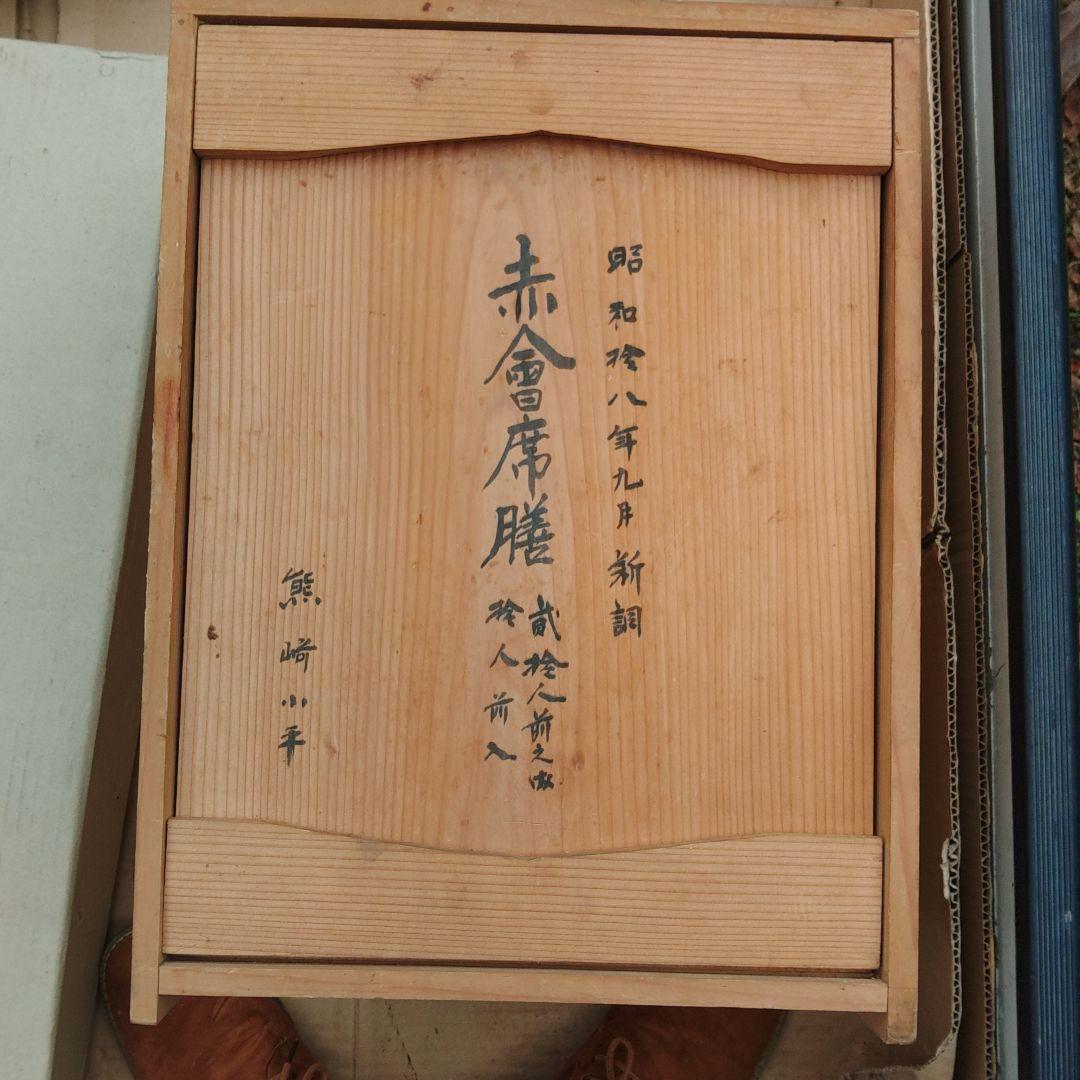 昭和拾八年九月新調
赤會席膳
貳拾人前之内
拾人前入
熊崎小平